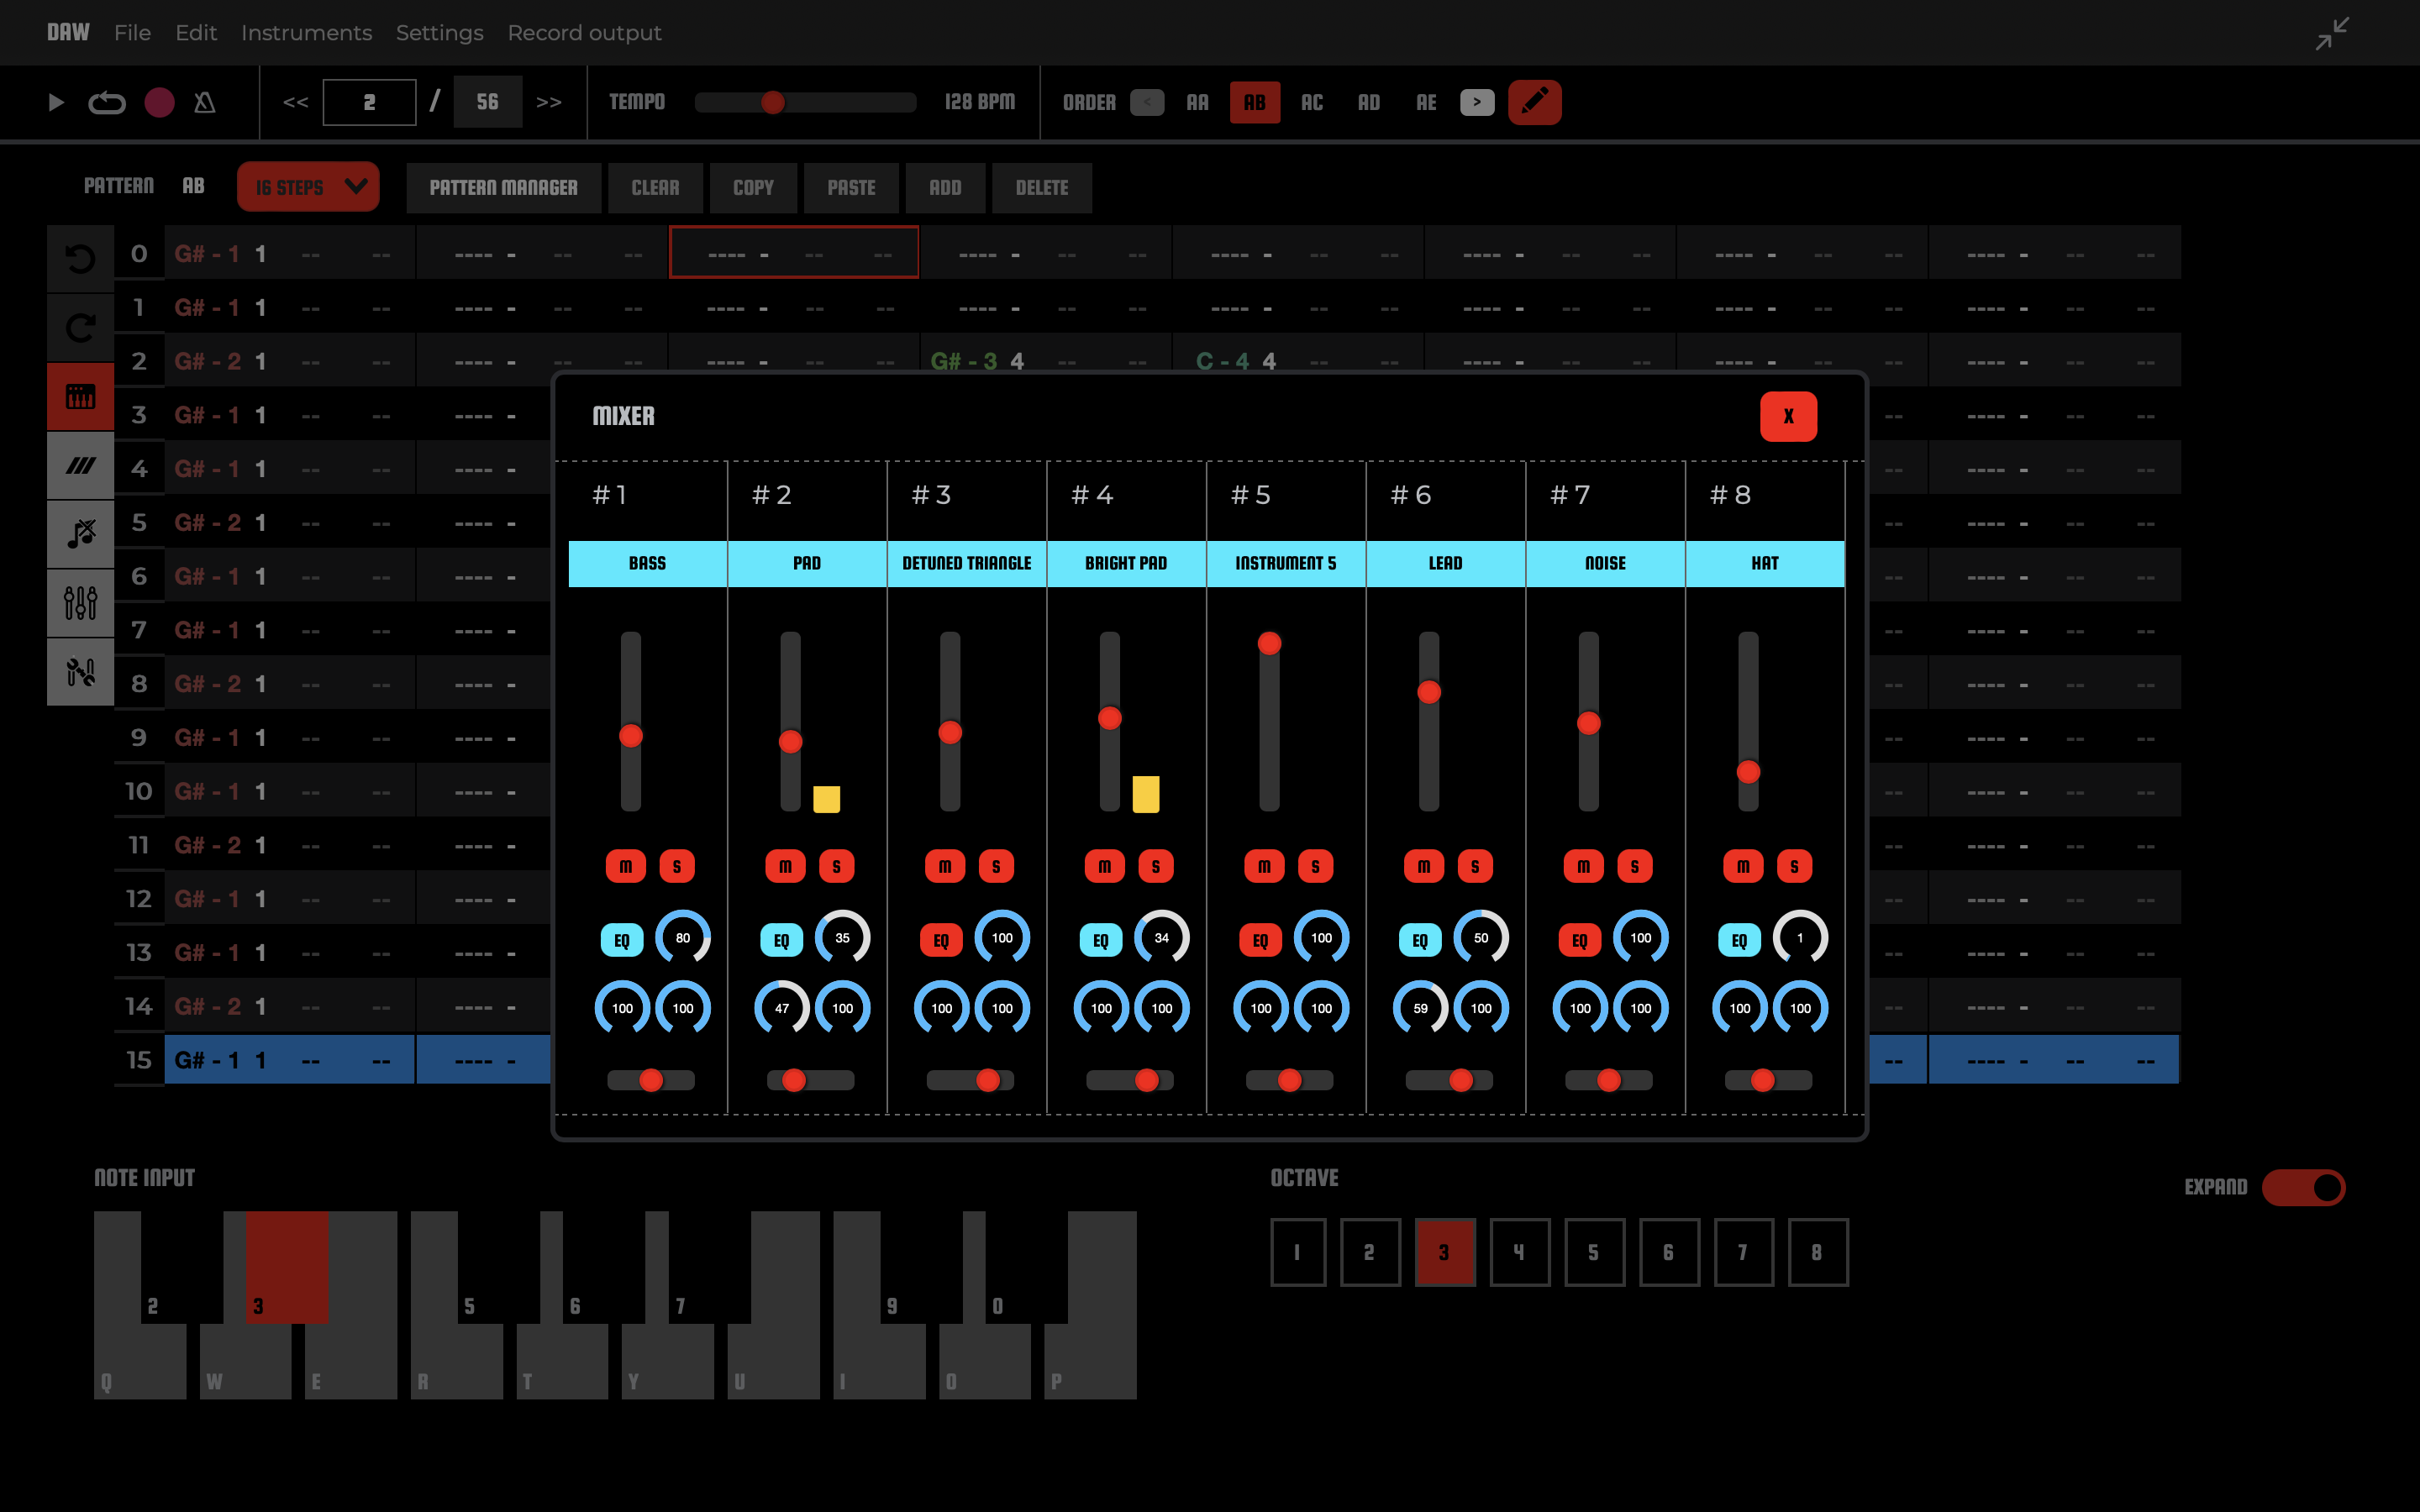 DAW File Edit Instruments Settings Record output
<< 2 / 56 >> TEMPO 128 BPM ORDER < AA AB AC AD AE >
PATTERN AB 16 STEPS PATTERN MANAGER CLEAR COPY PASTE ADD DELETE
0 G# - 1 1 -- -- ---- - -- -- ---- - -- -- ---- - -- -- ---- - -- -- ---- - -- -- ---- - -- -- ---- - -- --
1 G# - 1 1 -- -- ---- - -- -- ---- - -- -- ---- - -- -- ---- - -- -- ---- - -- -- ---- - -- -- ---- - -- --
2 G# - 2 1 -- -- ---- - -- -- ---- - -- -- G# - 3 4 -- -- C - 4 4 -- -- ---- - -- -- ---- - -- -- ---- - -- --
3 G# - 1 1 -- -- ---- - -- ---- - -- --
4 G# - 1 1 -- -- ---- - -- ---- - -- --
5 G# - 2 1 -- -- ---- - -- ---- - -- --
6 G# - 1 1 -- -- ---- - -- ---- - -- --
7 G# - 1 1 -- -- ---- - -- ---- - -- --
8 G# - 2 1 -- -- ---- - -- ---- - -- --
9 G# - 1 1 -- -- ---- - -- ---- - -- --
10 G# - 1 1 -- -- ---- - -- ---- - -- --
11 G# - 2 1 -- -- ---- - -- ---- - -- --
12 G# - 1 1 -- -- ---- - -- ---- - -- --
13 G# - 1 1 -- -- ---- - -- ---- - -- --
14 G# - 2 1 -- -- ---- - -- ---- - -- --
15 G# - 1 1 -- -- ---- - -- ---- - -- --
MIXER X
# 1 # 2 # 3 # 4 # 5 # 6 # 7 # 8
BASS PAD DETUNED TRIANGLE BRIGHT PAD INSTRUMENT 5 LEAD NOISE HAT
M S M S M S M S M S M S M S M S
EQ 80 EQ 35 EQ 100 EQ 34 EQ 100 EQ 50 EQ 100 EQ 1
100 100 47 100 100 100 100 100 100 100 59 100 100 100 100 100
NOTE INPUT OCTAVE EXPAND
1 2 3 4 5 6 7 8
2 3 5 6 7 9 0
Q W E R T Y U I O P